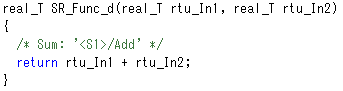 real_T SR_Func_d(real_T rtu_In1, real_T rtu_In2)
{
  /* Sum: '<S1>/Add' */
  return rtu_In1 + rtu_In2;
}